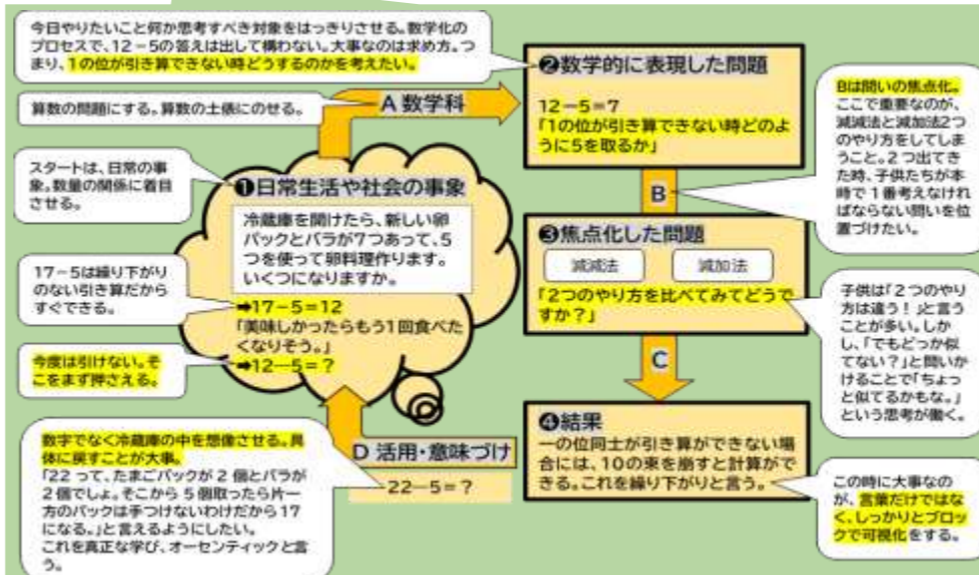 今日やりたいこと何か思考すべき対象をはっきりさせる。数学化の
プロセスで、12－5の答えは出して構わない。大事なのは求め方。つ
まり、1の位が引き算できない時どうするのかを考えたい。
算数の問題にする。算数の土俵にのせる。
A 数学科
スタートは、日常の事
象。数量の関係に着目
させる。
❶日常生活や社会の事象
冷蔵庫を開けたら、新しい卵
パックとバラが7つあって、5
つを使って卵料理作ります。
いくつになりますか。
➡17－5＝12
「美味しかったらもう1回食べた
くなりそう。」
➡12―5＝？
17－5は繰り下がり
のない引き算だから
すぐできる。
今度は引けない。そ
こをまず押さえる。
❷数学的に表現した問題
12－5＝7
「1の位が引き算できない時どのよ
うに5を取るか」
B
Bは問いの焦点化。
ここで重要なのが、
減減法と減加法2つ
のやり方をしてしま
うこと。2つ出てき
た時、子供たちが本
時で1番考えなけれ
ばならない問いを位
置づけたい。
❸焦点化した問題
減減法
減加法
「2つのやり方を比べてみてどうで
すか？」
子供は「2つのやり
方は違う！」と言う
ことが多い。しか
し、「でもどっか似
てない？」と問いか
けることで「ちょっ
と似てるかもな。」
という思考が働く。
C
❹結果
一の位同士が引き算ができない場
合には、10の束を崩すと計算がで
きる。これを繰り下がりと言う。
この時に大事なの
が、言葉だけではな
く、しっかりとブロッ
クで可視化をする。
D 活用・意味づけ
22－5＝？
数字でなく冷蔵庫の中を想像させる。具
体に戻すことが大事。
「22 って、たまごパックが 2 個とバラが
2 個でしょ。そこから 5 個取ったら片一
方のパックは手つけないわけだから 17
になる。」と言えるようにしたい。
これを真正な学び、オーセンティックと言
う。